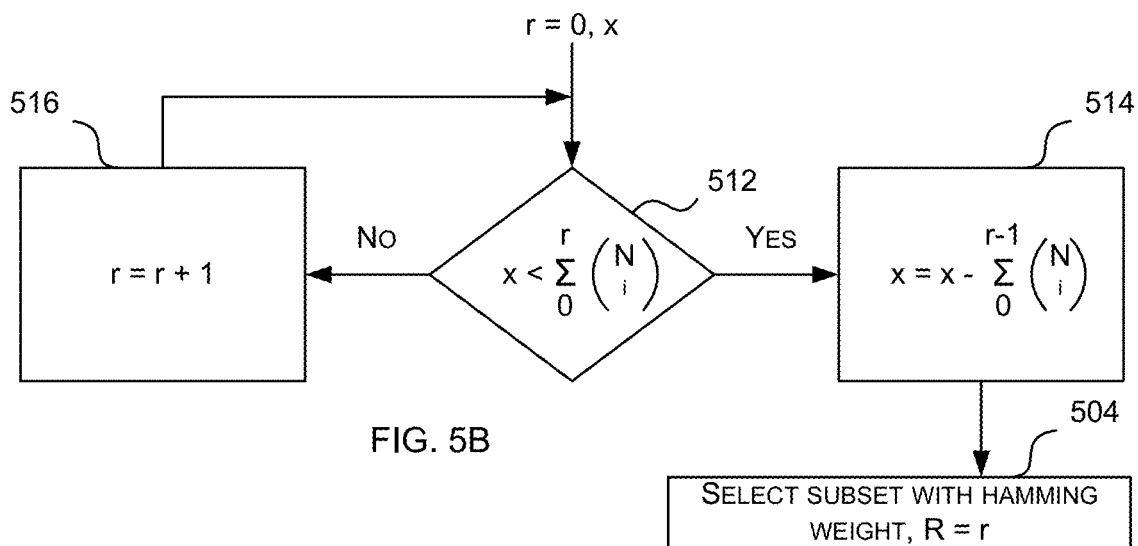 r = 0, x
516
514
512
NO
YES
r = r + 1
x < r Σ 0 (N i)
x = x - r-1 Σ 0 (N i)
FIG. 5B
504
SELECT SUBSET WITH HAMMING
WEIGHT, R = r